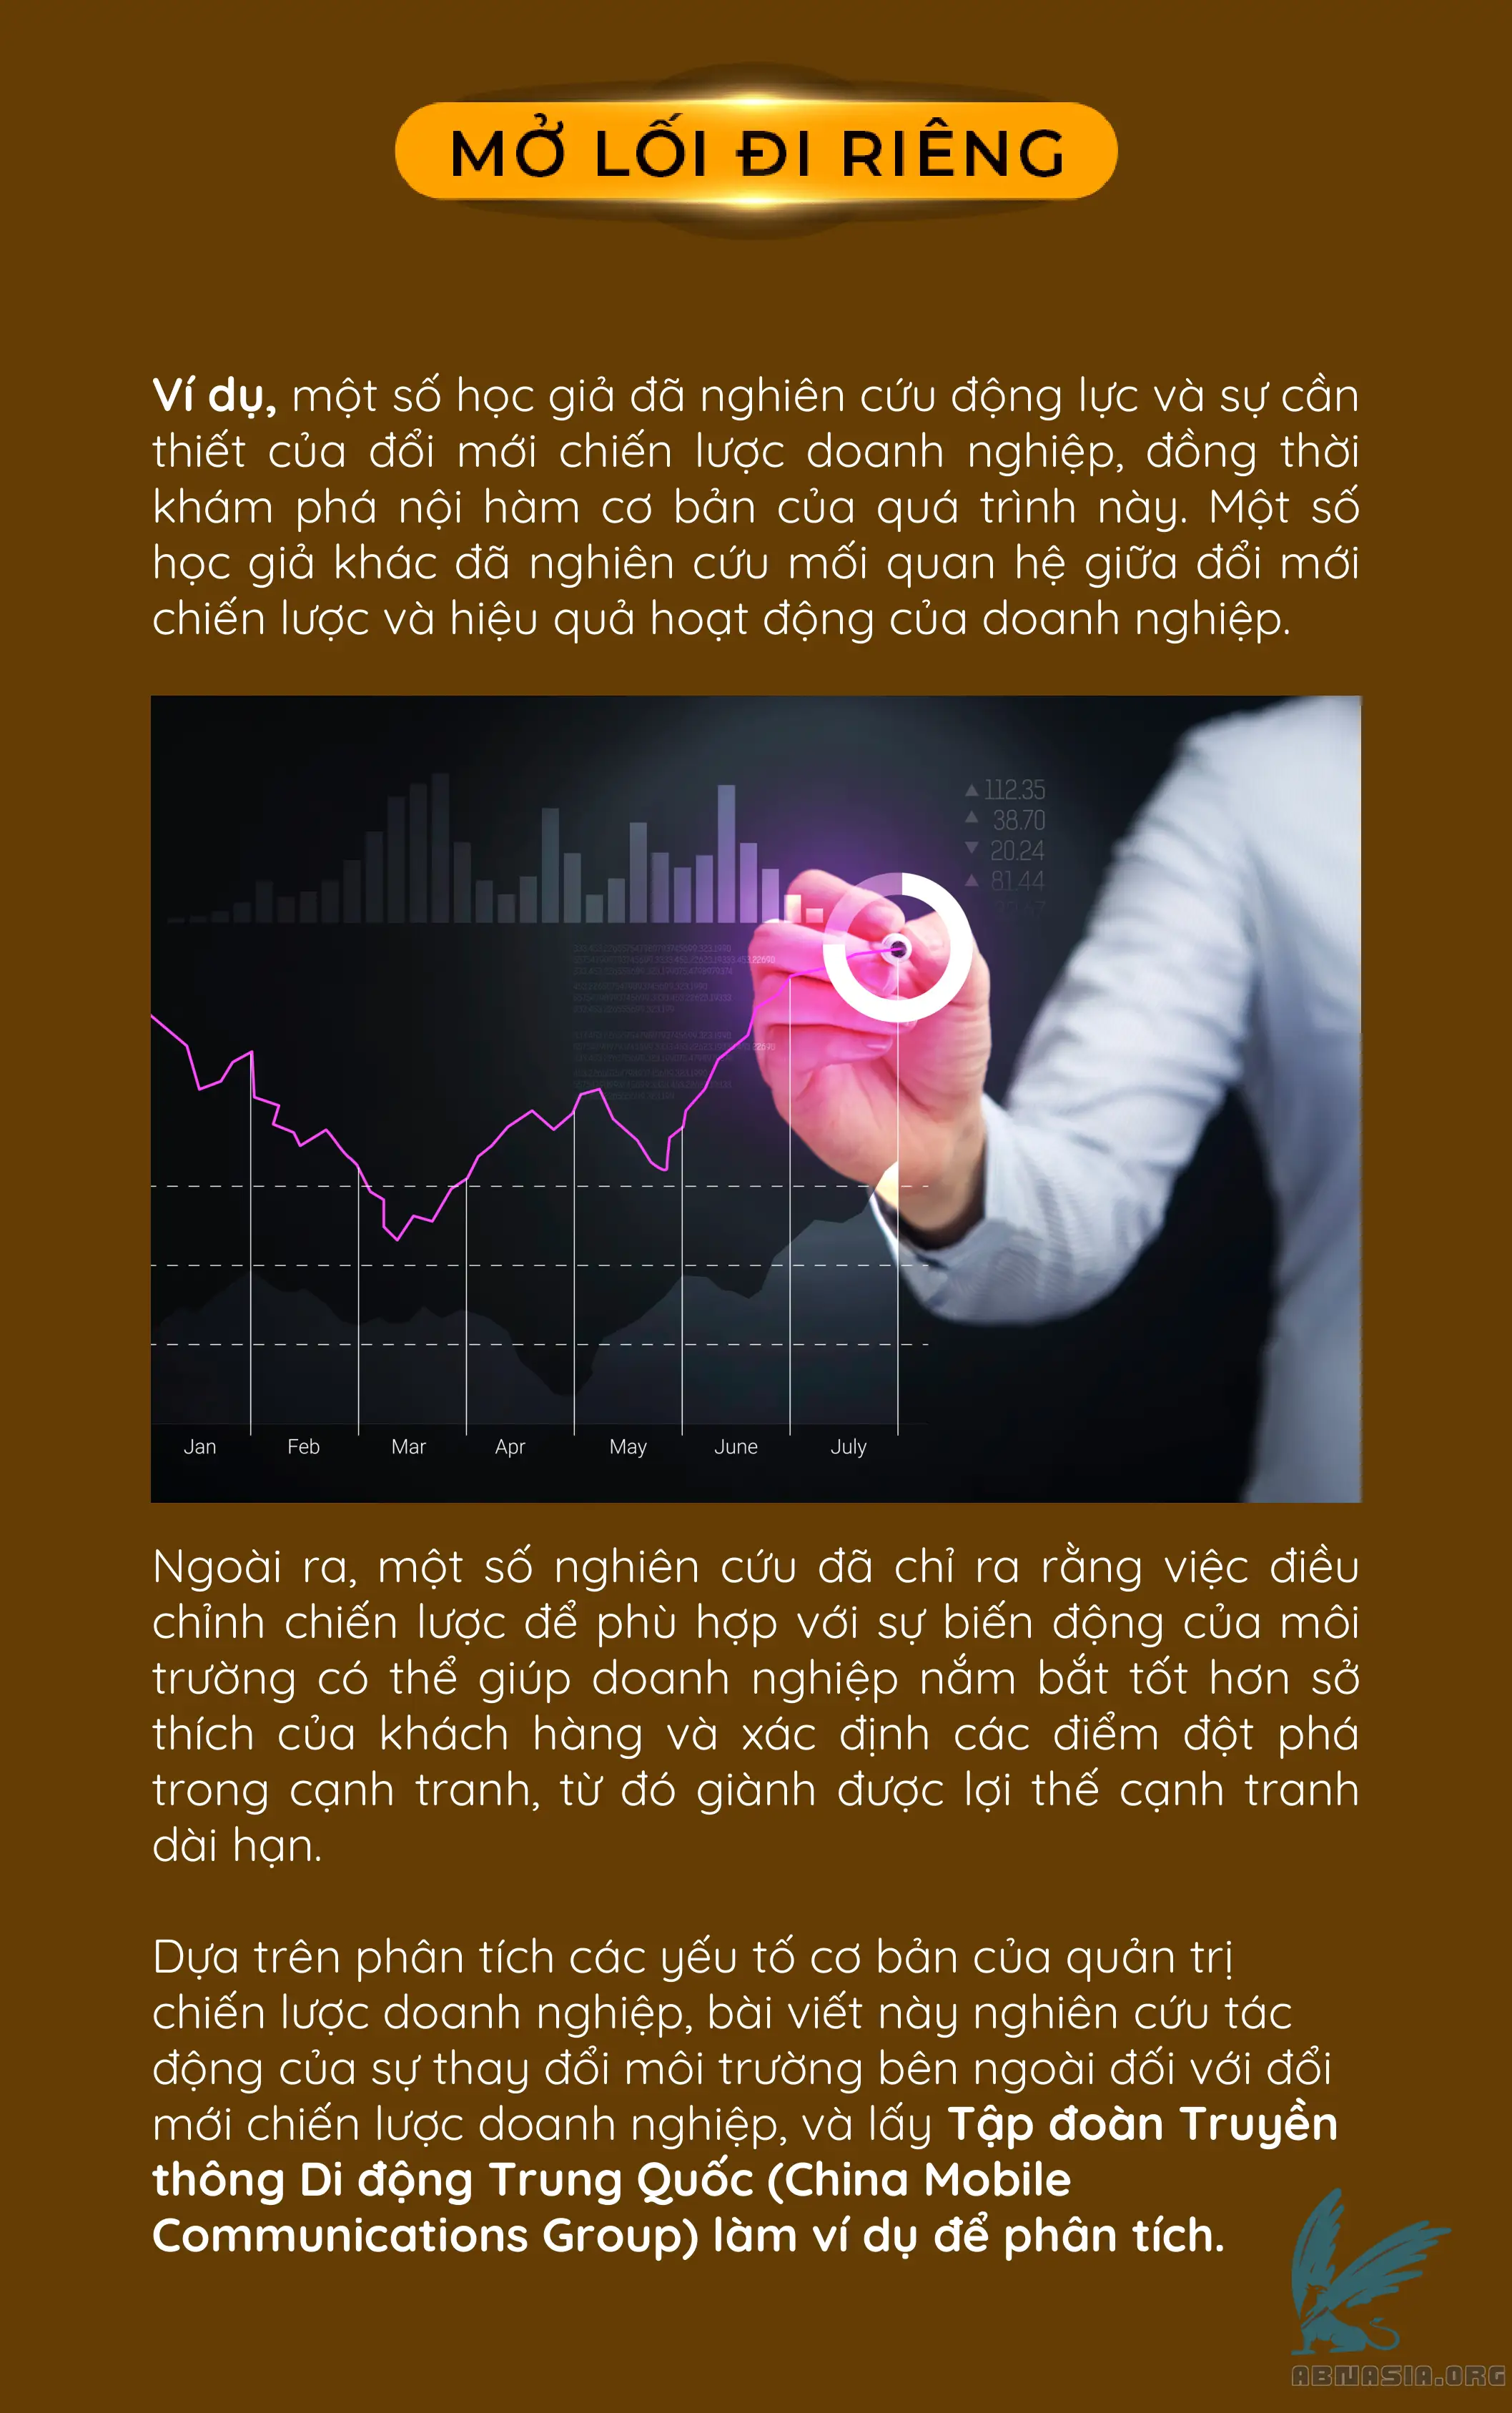 MỞ LỐI ĐI RIÊNG
Ví dụ, một số học giả đã nghiên cứu động lực và sự cần
thiết của đổi mới chiến lược doanh nghiệp, đồng thời
khám phá nội hàm cơ bản của quá trình này. Một số
học giả khác đã nghiên cứu mối quan hệ giữa đổi mới
chiến lược và hiệu quả hoạt động của doanh nghiệp.
▲ 112.35
▲ 38.70
▼ 20.24
▲ 81.44
Jan Feb Mar Apr May June July
Ngoài ra, một số nghiên cứu đã chỉ ra rằng việc điều
chỉnh chiến lược để phù hợp với sự biến động của môi
trường có thể giúp doanh nghiệp nắm bắt tốt hơn sở
thích của khách hàng và xác định các điểm đột phá
trong cạnh tranh, từ đó giành được lợi thế cạnh tranh
dài hạn.
Dựa trên phân tích các yếu tố cơ bản của quản trị
chiến lược doanh nghiệp, bài viết này nghiên cứu tác
động của sự thay đổi môi trường bên ngoài đối với đổi
mới chiến lược doanh nghiệp, và lấy Tập đoàn Truyền
thông Di động Trung Quốc (China Mobile
Communications Group) làm ví dụ để phân tích.
ABNASIA.ORG